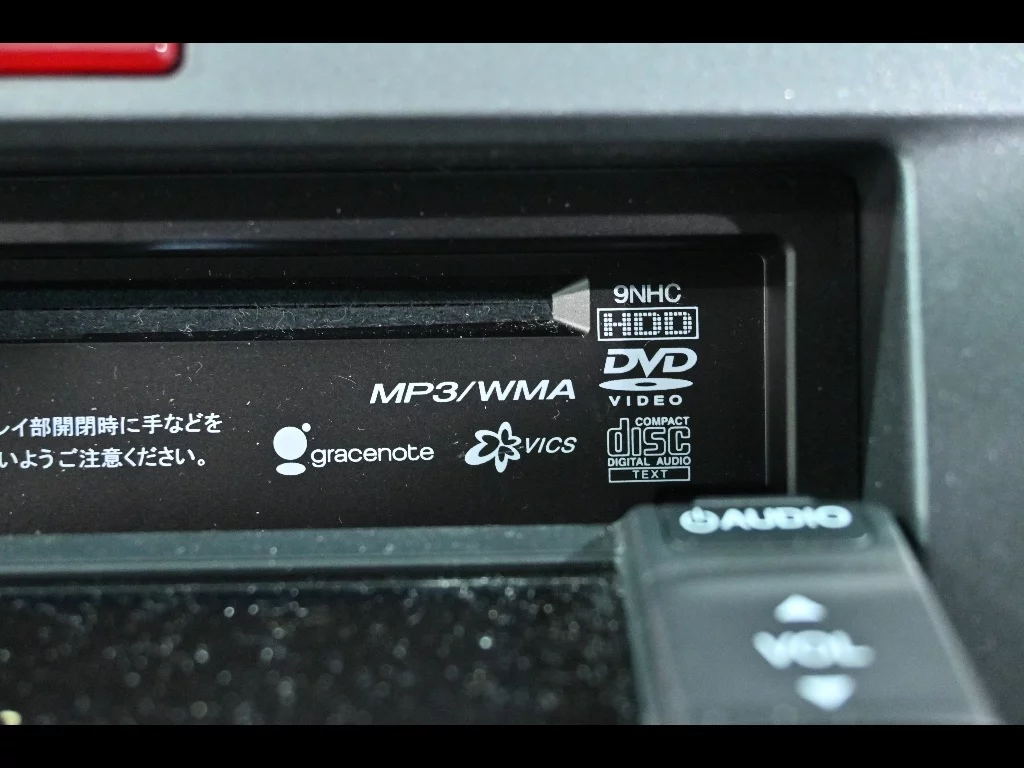 9NHC
HDD
DVD
VIDEO
MP3/WMA
レイ部開閉時に手などを
いようご注意ください。
gracenote
VICS
COMPACT
disc
DIGITAL AUDIO
TEXT
AUDIO
VOL